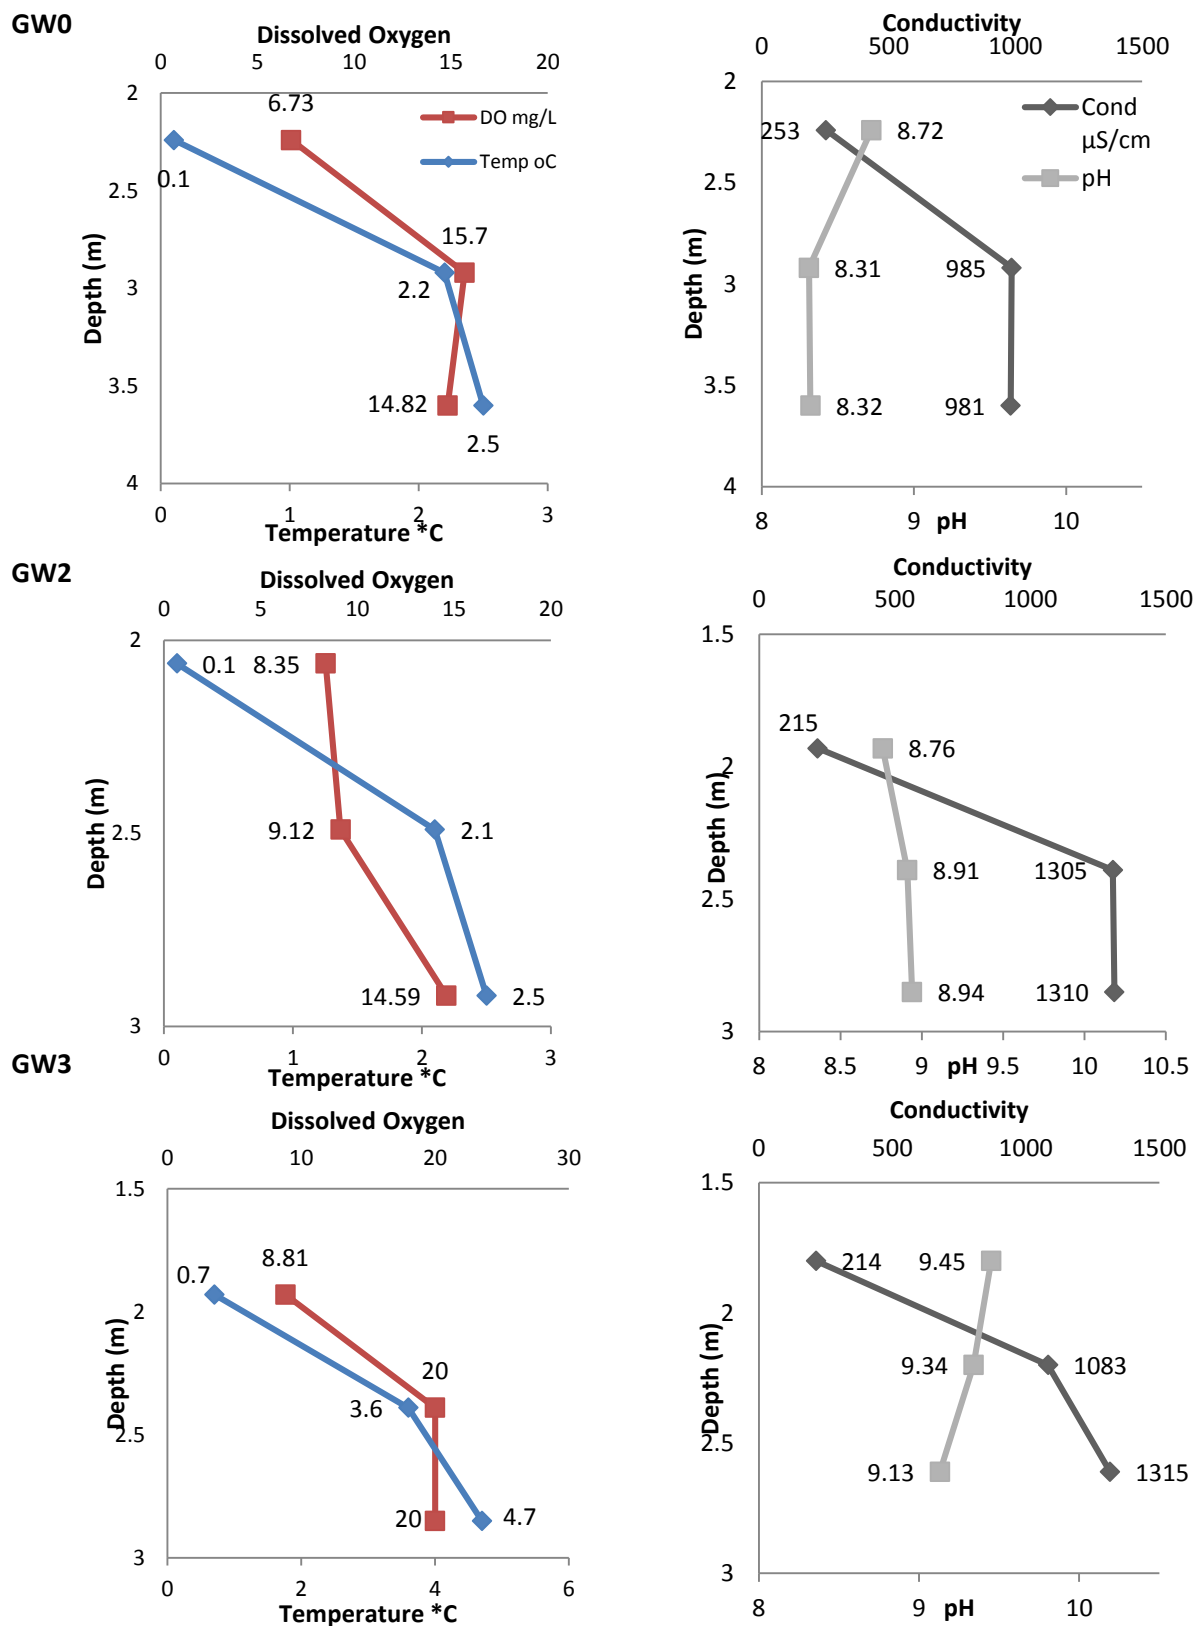 GW0
Dissolved Oxygen
0 5 10 15 20
2
2.5
3
3.5
4
Depth (m)
6.73
DO mg/L
Temp oC
0.1
15.7
2.2
14.82
2.5
0 1 2 3
Temperature *C
Conductivity
0 500 1000 1500
2
2.5
3
3.5
4
Depth (m)
Cond
µS/cm
pH
253
8.72
8.31
985
8.32
981
8 9 10
pH
GW2
Dissolved Oxygen
0 5 10 15 20
2
2.5
3
Depth (m)
0.1
8.35
9.12
2.1
14.59
2.5
0 1 2 3
Temperature *C
Conductivity
0 500 1000 1500
1.5
2
2.5
3
Depth (m)
215
8.76
8.91
1305
8.94
1310
8 8.5 9 9.5 10 10.5
pH
GW3
Dissolved Oxygen
0 10 20 30
1.5
2
2.5
3
Depth (m)
0.7
8.81
20
3.6
20
4.7
0 2 4 6
Temperature *C
Conductivity
0 500 1000 1500
1.5
2
2.5
3
Depth (m)
214
9.45
9.34
1083
9.13
1315
8 9 10
pH